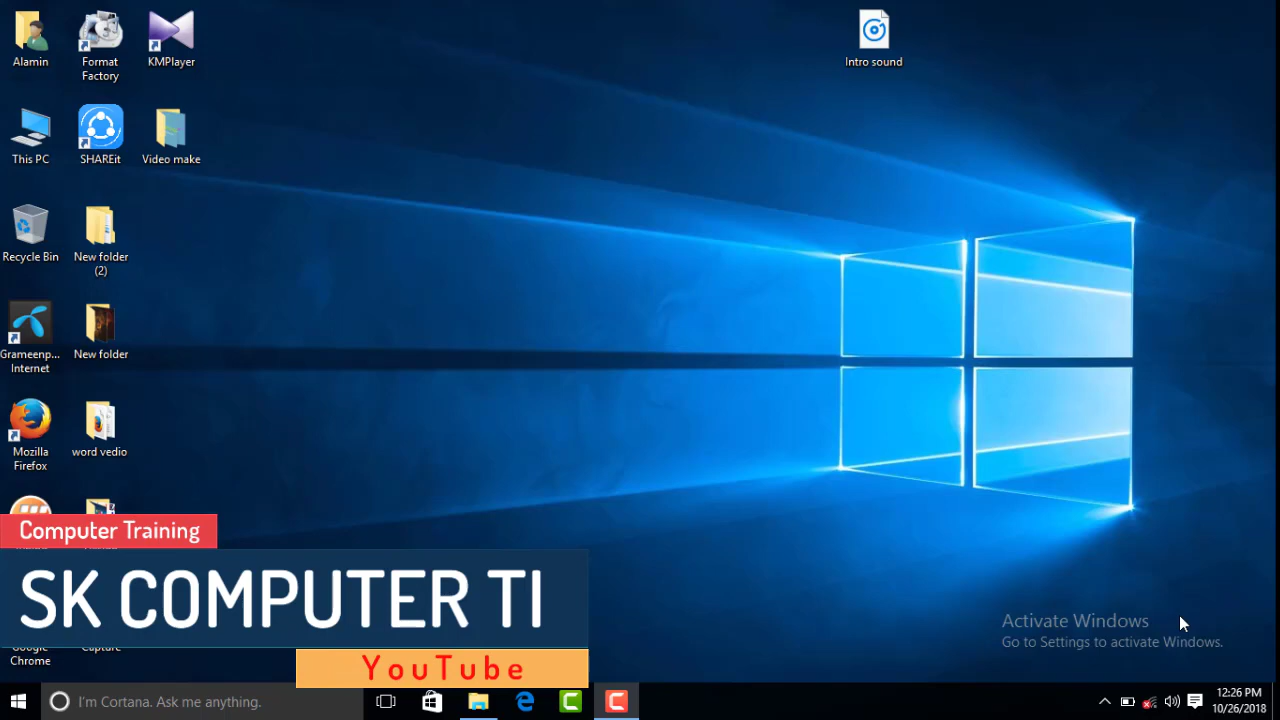 Alamin
Format
Factory
KMPlayer
Intro sound
This PC
SHAREit
Video make
Recycle Bin
New folder
(2)
Grameenp...
Internet
New folder
Mozilla
Firefox
word vedio
Computer Training
SK COMPUTER TI
YouTube
Chrome
Activate Windows
Go to Settings to activate Windows.
I'm Cortana. Ask me anything.
12:26 PM
10/26/2018